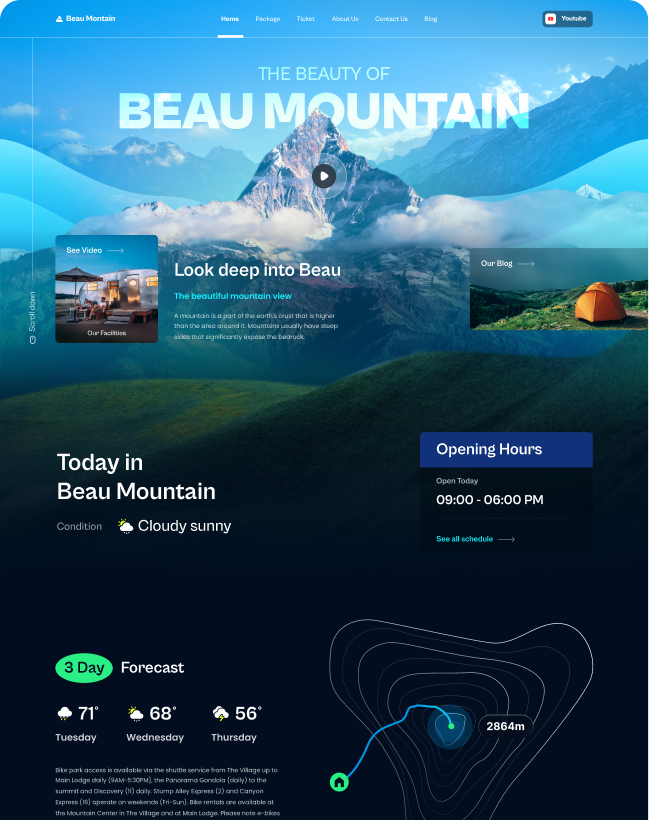 Beau Montain
Home Package Ticket About Us Contact Us Blog
Youtube
THE BEAUTY OF
BEAU MOUNTAIN
See Video
Our Facilities
Look deep into Beau
The beautiful mountain view
A mountain is a part of the earth's crust that is higher
than the area around it. Mountains usually have steep
sides that significantly expose the bedrock.
Our Blog
Scroll down
Today in
Beau Mountain
Condition Cloudy sunny
Opening Hours
Open Today
09:00 - 06:00 PM
See all schedule
3 Day Forecast
71° 68° 56°
Tuesday Wednesday Thursday
Bike park access is available via the shuttle service from The Village up to
Main Lodge daily (9AM-5:30PM), the Panorama Gondola (daily) to the
summit and Discovery (11) daily. Stump Alley Express (2) and Canyon
Express (16) operate on weekends (Fri-Sun). Bike rentals are available at
the Mountain Center in The Village and at Main Lodge. Please note e-bikes
2864m